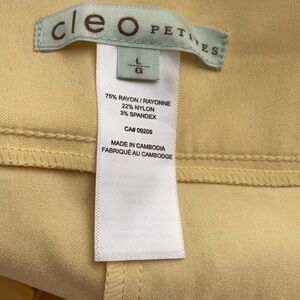 cleo PETITES
L
G
75% RAYON / RAYONNE
22% NYLON
3% SPANDEX
CA# 09209
MADE IN CAMBODIA
FABRIQUÉ AU CAMBODGE